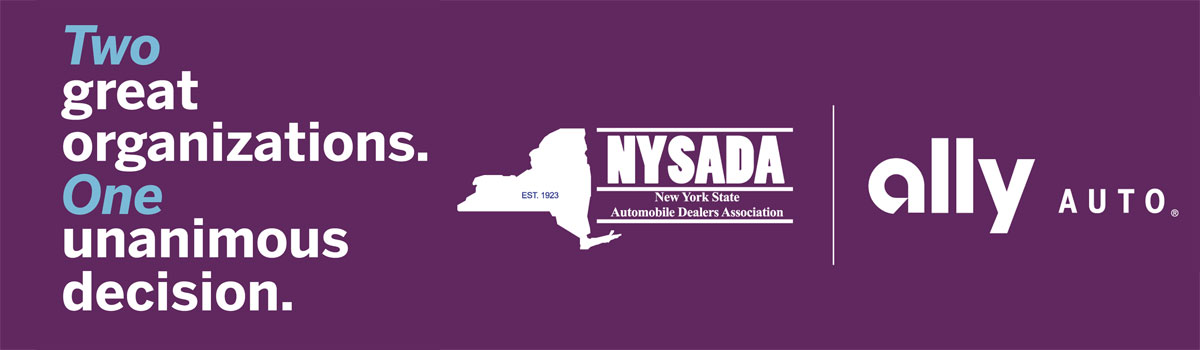 Two
great
organizations.
One
unanimous
decision.
EST. 1923
NYSADA
New York State
Automobile Dealers Association
ally AUTO®